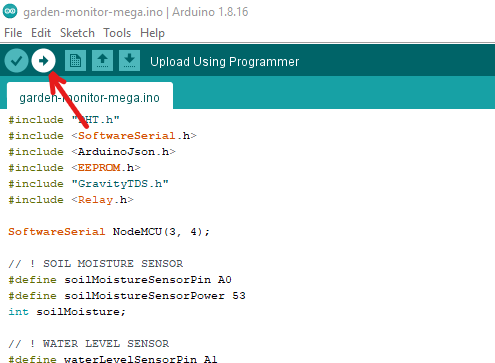 garden-monitor-mega.ino | Arduino 1.8.16
File Edit Sketch Tools Help
Upload Using Programmer
garden-monitor-mega.ino
#include "DHT.h"
#include <SoftwareSerial.h>
#include <ArduinoJson.h>
#include <EEPROM.h>
#include "GravityTDS.h"
#include <Relay.h>
SoftwareSerial NodeMCU(3, 4);
// ! SOIL MOISTURE SENSOR
#define soilMoistureSensorPin A0
#define soilMoistureSensorPower 53
int soilMoisture;
// ! WATER LEVEL SENSOR
#define waterLevelSensorPin A1